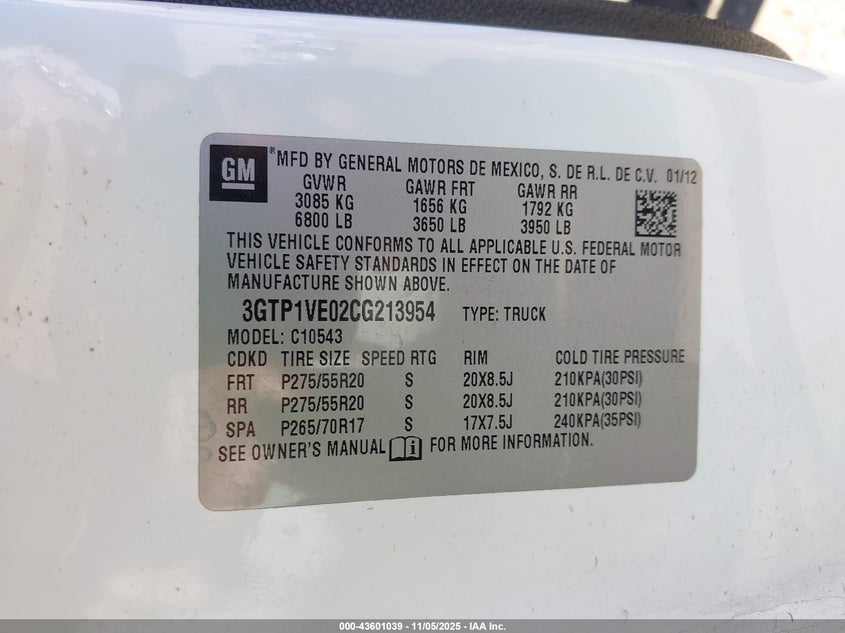 GM ® MFD BY GENERAL MOTORS DE MEXICO, S. DE R.L. DE C.V. 01/12
GVWR GAWR FRT GAWR RR
3085 KG 1656 KG 1792 KG
6800 LB 3650 LB 3950 LB
THIS VEHICLE CONFORMS TO ALL APPLICABLE U.S. FEDERAL MOTOR
VEHICLE SAFETY STANDARDS IN EFFECT ON THE DATE OF
MANUFACTURE SHOWN ABOVE.
3GTP1VE02CG213954 TYPE: TRUCK
MODEL: C10543
CDKD TIRE SIZE SPEED RTG RIM COLD TIRE PRESSURE
FRT P275/55R20 S 20X8.5J 210KPA(30PSI)
RR P275/55R20 S 20X8.5J 210KPA(30PSI)
SPA P265/70R17 S 17X7.5J 240KPA(35PSI)
SEE OWNER'S MANUAL i FOR MORE INFORMATION.
000-43601039 - 11/05/2025 - IAA Inc.